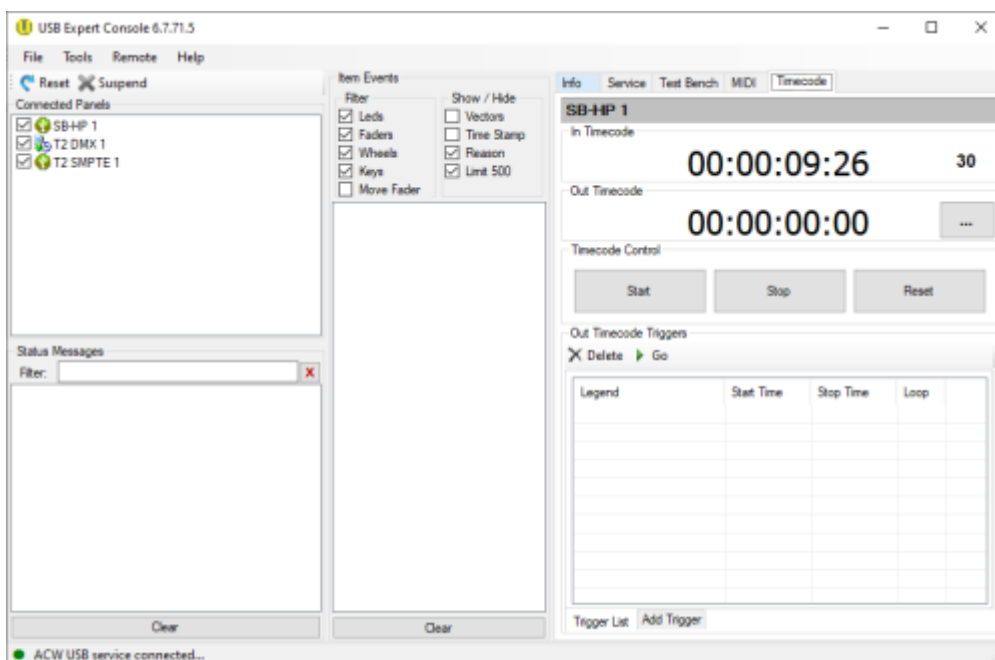 USB Expert Console 6.7.71.5
File Tools Remote Help
Reset Suspend
Connected Panels
SB-HP 1
T2 DMX 1
T2 SMPTE 1
Status Messages
Filter:
X
Clear
Item Events
Filter
Leds
Faders
Wheels
Keys
Move Fader
Show / Hide
Vectors
Time Stamp
Reason
Limit 500
Clear
Info Service Test Bench MIDI Timecode
SB-HP 1
In Timecode
00:00:09:26 30
Out Timecode
00:00:00:00 ...
Timecode Control
Start Stop Reset
Out Timecode Triggers
Delete Go
Legend Start Time Stop Time Loop
Trigger List Add Trigger
ACW USB service connected...